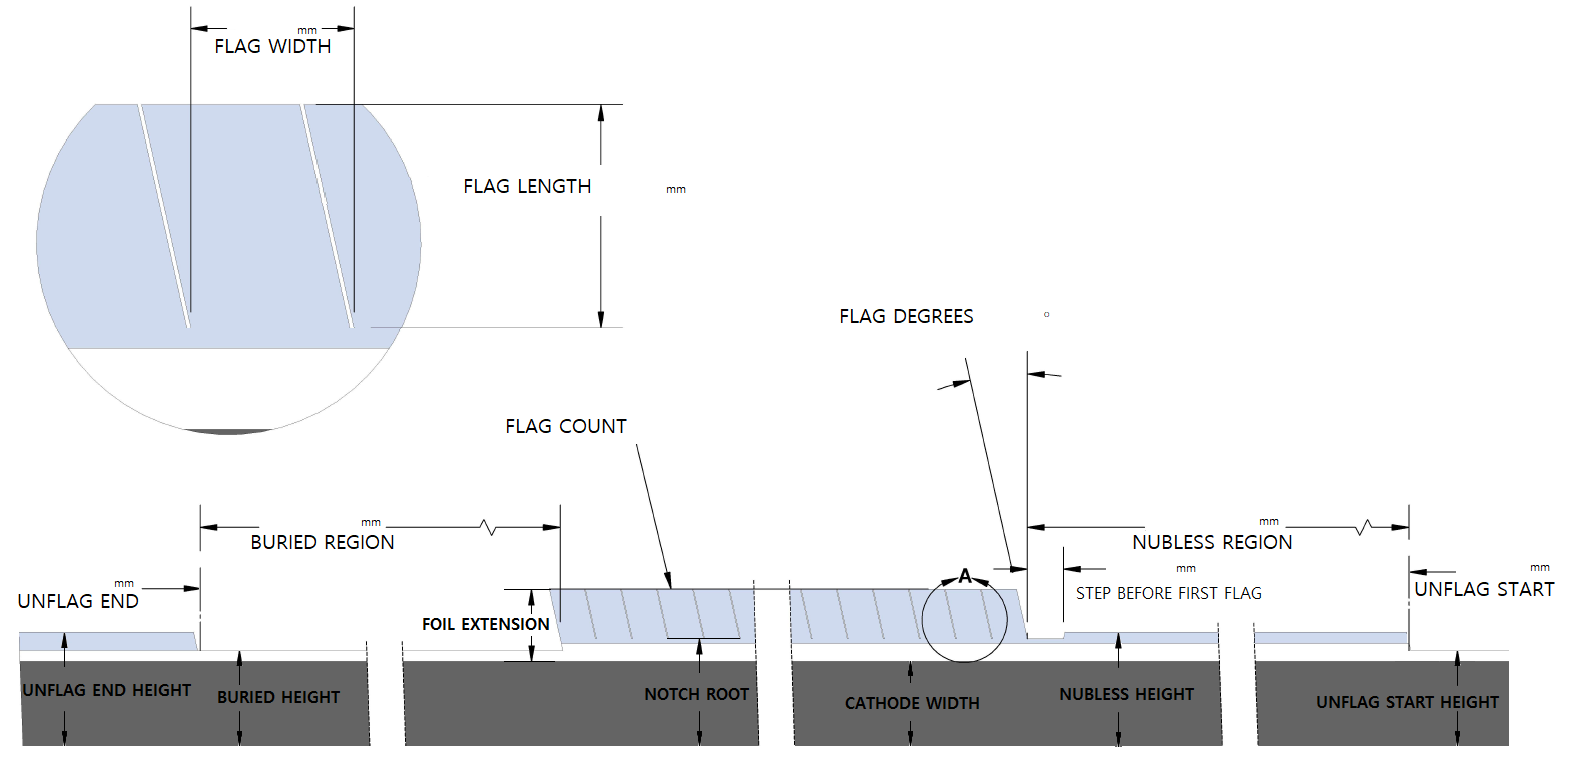 mm
FLAG WIDTH
FLAG LENGTH
mm
FLAG DEGREES
o
FLAG COUNT
mm
BURIED REGION
mm
NUBLESS REGION
mm
UNFLAG END
A
mm
STEP BEFORE FIRST FLAG
mm
UNFLAG START
FOIL EXTENSION
UNFLAG END HEIGHT
BURIED HEIGHT
NOTCH ROOT
CATHODE WIDTH
NUBLESS HEIGHT
UNFLAG START HEIGHT